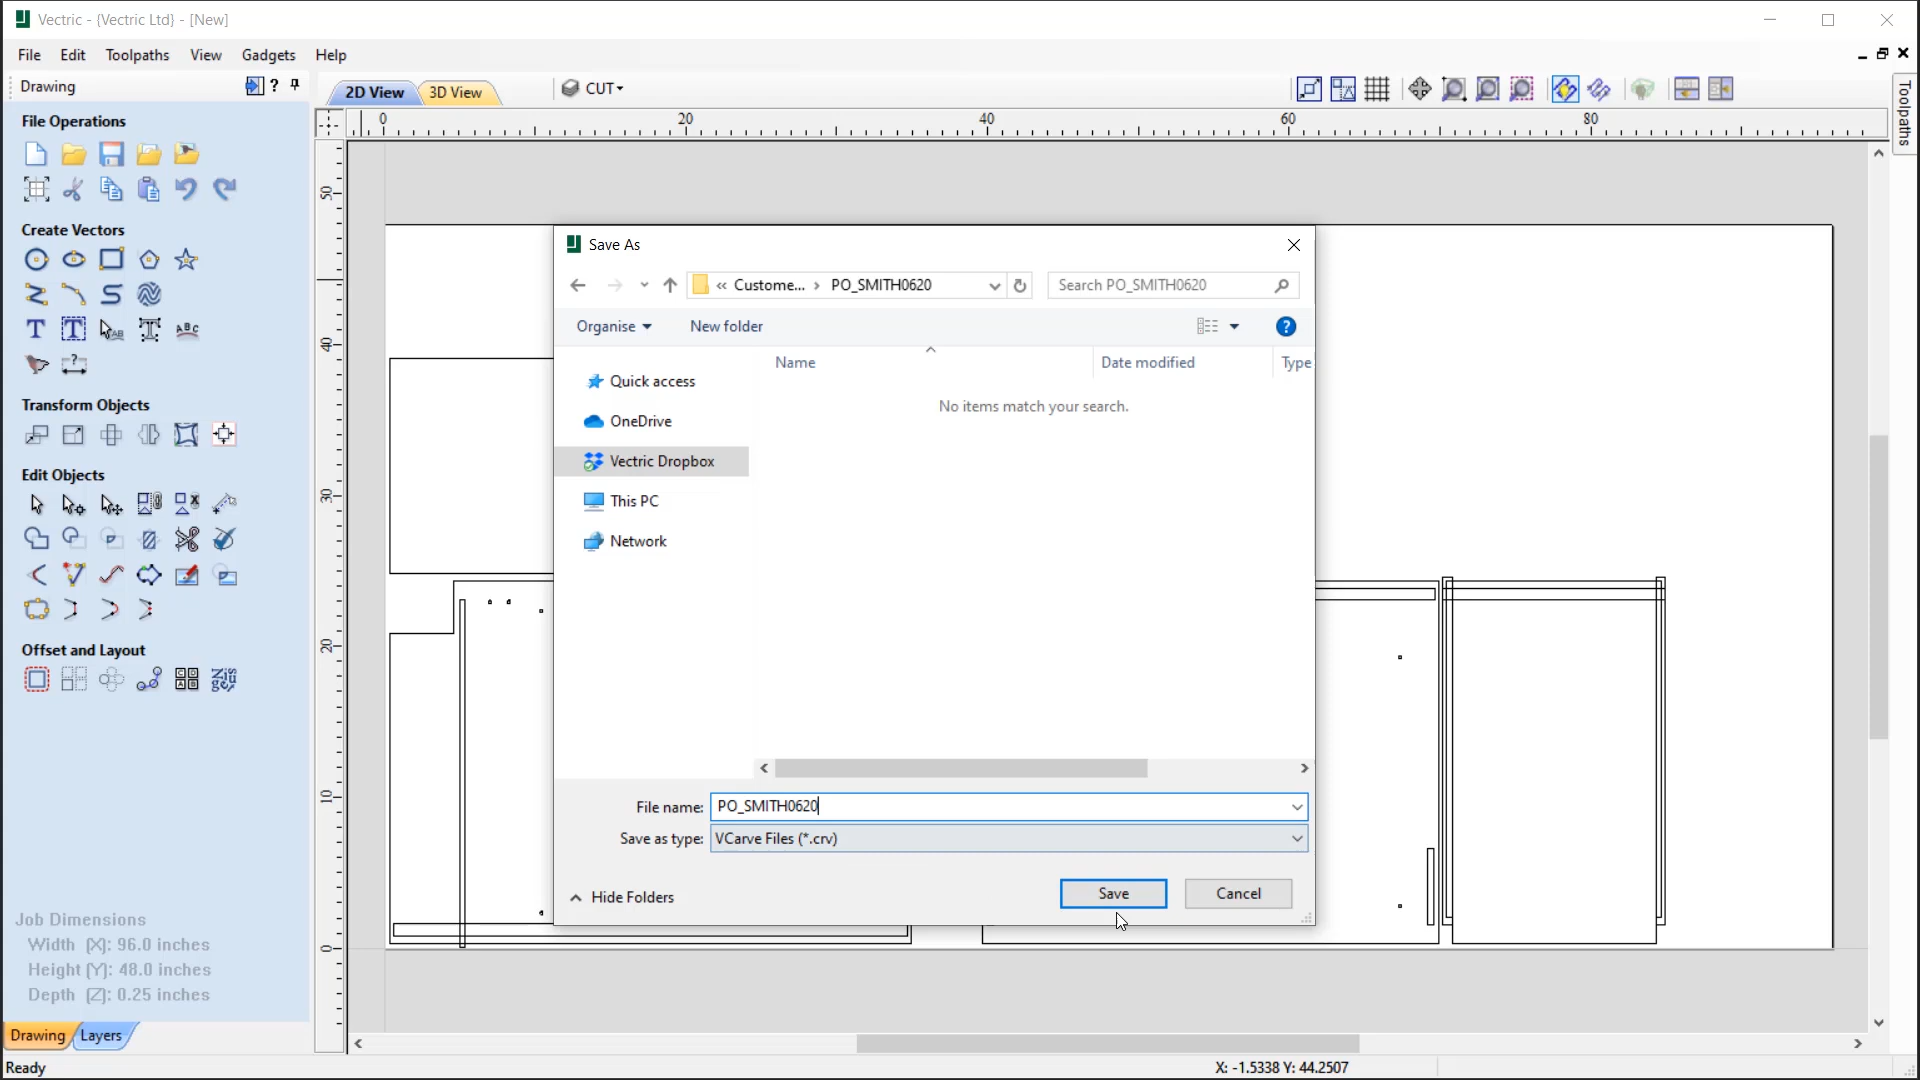 Vectric - {Vectric Ltd} - [New]
File Edit Toolpaths View Gadgets Help
Drawing ?
2D View 3D View CUT
Toolpaths
File Operations
0 20 40 60 80
50
Create Vectors
40
30
20
10
0
Transform Objects
Edit Objects
Offset and Layout
Save As
« Custome... › PO_SMITH0620
Search PO_SMITH0620
Organise New folder ?
Name Date modified Type
No items match your search.
Quick access
OneDrive
Vectric Dropbox
This PC
Network
File name: PO_SMITH0620
Save as type: VCarve Files (*.crv)
Hide Folders Save Cancel
Job Dimensions
Width (X): 96.0 inches
Height (Y): 48.0 inches
Depth (Z): 0.25 inches
Drawing Layers
Ready X: -1.5338 Y: 44.2507